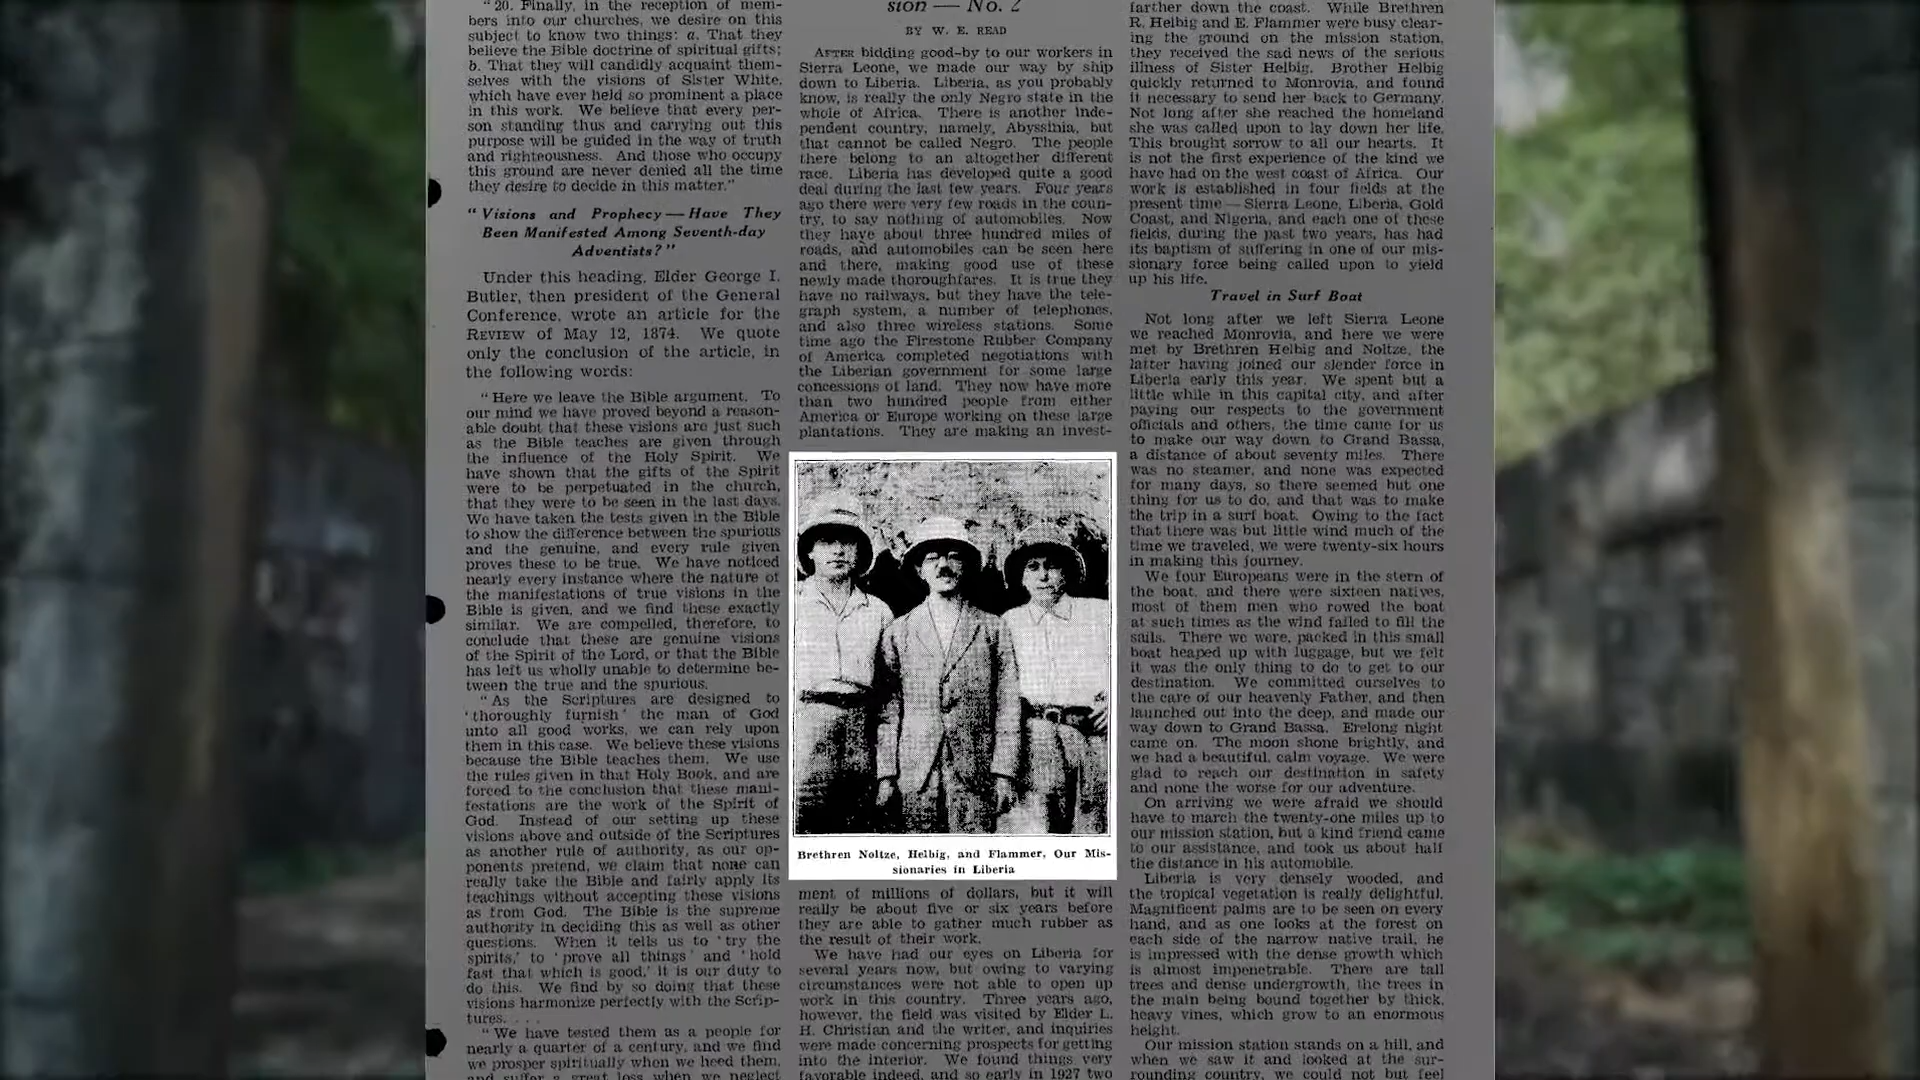 "20. Finally, in the reception of mem-
bers into our churches, we desire on this
subject to know two things: a. That they
believe the Bible doctrine of spiritual gifts;
b. That they will candidly acquaint them-
selves with the visions of Sister White,
which have ever held so prominent a place
in this work. We believe that every per-
son standing thus and carrying out this
purpose will be guided in the way of truth
and righteousness. And those who occupy
this ground are never denied all the time
they desire to decide in this matter."
"Visions and Prophecy — Have They
Been Manifested Among Seventh-day
Adventists?"
Under this heading, Elder George I.
Butler, then president of the General
Conference, wrote an article for the
REVIEW of May 12, 1874. We quote
only the conclusion of the article, in
the following words:
"Here we leave the Bible argument. To
our mind we have proved beyond a reason-
able doubt that these visions are just such
as the Bible teaches are given through
the influence of the Holy Spirit. We
have shown that the gifts of the Spirit
were to be perpetuated in the church,
that they were to be seen in the last days.
We have taken the tests given in the Bible
to show the difference between the spurious
and the genuine, and every rule given
proves these to be true. We have noticed
nearly every instance where the nature of
the manifestations of true visions in the
Bible is given, and we find these exactly
similar. We are compelled, therefore, to
conclude that these are genuine visions
of the Spirit of the Lord, or that the Bible
has left us wholly unable to determine be-
tween the true and the spurious.
"As the Scriptures are designed to
'thoroughly furnish' the man of God
unto all good works, we can rely upon
them in this case. We believe these visions
because the Bible teaches them. We use
the rules given in that Holy Book, and are
forced to the conclusion that these mani-
festations are the work of the Spirit of
God. Instead of our setting up these
visions above and outside of the Scriptures
as another rule of authority, as our op-
ponents pretend, we claim that none can
really take the Bible and fairly apply its
teachings without accepting these visions
as from God. The Bible is the supreme
authority in deciding this as well as other
questions. When it tells us to 'try the
spirits,' to 'prove all things' and 'hold
fast that which is good,' it is our duty to
do this. We find by so doing that these
visions harmonize perfectly with the Scrip-
tures. . . .
"We have tested them as a people for
nearly a quarter of a century, and we find
we prosper spiritually when we heed them,
and suffer a great loss when we neglect
sion — No. 2
BY W. E. READ
AFTER bidding good-by to our workers in
Sierra Leone, we made our way by ship
down to Liberia. Liberia, as you probably
know, is really the only Negro state in the
whole of Africa. There is another inde-
pendent country, namely, Abyssinia, but
that cannot be called Negro. The people
there belong to an altogether different
race. Liberia has developed quite a good
deal during the last few years. Four years
ago there were very few roads in the coun-
try, to say nothing of automobiles. Now
they have about three hundred miles of
roads, and automobiles can be seen here
and there, making good use of these
newly made thoroughfares. It is true they
have no railways, but they have the tele-
graph system, a number of telephones,
and also three wireless stations. Some
time ago the Firestone Rubber Company
of America completed negotiations with
the Liberian government for some large
concessions of land. They now have more
than two hundred people from either
America or Europe working on these large
plantations. They are making an invest-
Brethren Noltze, Helbig, and Flammer, Our Mis-
sionaries in Liberia
ment of millions of dollars, but it will
really be about five or six years before
they are able to gather much rubber as
the result of their work.
We have had our eyes on Liberia for
several years now, but owing to varying
circumstances were not able to open up
work in this country. Three years ago,
however, the field was visited by Elder L.
H. Christian and the writer, and inquiries
were made concerning prospects for getting
into the interior. We found things very
favorable indeed, and so early in 1927 two
farther down the coast. While Brethren
R. Helbig and E. Flammer were busy clear-
ing the ground on the mission station,
they received the sad news of the serious
illness of Sister Helbig. Brother Helbig
quickly returned to Monrovia, and found
it necessary to send her back to Germany.
Not long after she reached the homeland
she was called upon to lay down her life.
This brought sorrow to all our hearts. It
is not the first experience of the kind we
have had on the west coast of Africa. Our
work is established in four fields at the
present time — Sierra Leone, Liberia, Gold
Coast, and Nigeria, and each one of these
fields, during the past two years, has had
its baptism of suffering in one of our mis-
sionary force being called upon to yield
up his life.
Travel in Surf Boat
Not long after we left Sierra Leone
we reached Monrovia, and here we were
met by Brethren Helbig and Noltze, the
latter having joined our slender force in
Liberia early this year. We spent but a
little while in this capital city, and after
paying our respects to the government
officials and others, the time came for us
to make our way down to Grand Bassa,
a distance of about seventy miles. There
was no steamer, and none was expected
for many days, so there seemed but one
thing for us to do, and that was to make
the trip in a surf boat. Owing to the fact
that there was but little wind much of the
time we traveled, we were twenty-six hours
in making this journey.
We four Europeans were in the stern of
the boat, and there were sixteen natives,
most of them men who rowed the boat
at such times as the wind failed to fill the
sails. There we were, packed in this small
boat heaped up with luggage, but we felt
it was the only thing to do to get to our
destination. We committed ourselves to
the care of our heavenly Father, and then
launched out into the deep, and made our
way down to Grand Bassa. Erelong night
came on. The moon shone brightly, and
we had a beautiful, calm voyage. We were
glad to reach our destination in safety
and none the worse for our adventure.
On arriving we were afraid we should
have to march the twenty-one miles up to
our mission station, but a kind friend came
to our assistance, and took us about half
the distance in his automobile.
Liberia is very densely wooded, and
the tropical vegetation is really delightful.
Magnificent palms are to be seen on every
hand, and as one looks at the forest on
each side of the narrow native trail, he
is impressed with the dense growth which
is almost impenetrable. There are tall
trees and dense undergrowth, the trees in
the main being bound together by thick,
heavy vines, which grow to an enormous
height.
Our mission station stands on a hill, and
when we saw it and looked at the sur-
rounding country, we could not but feel